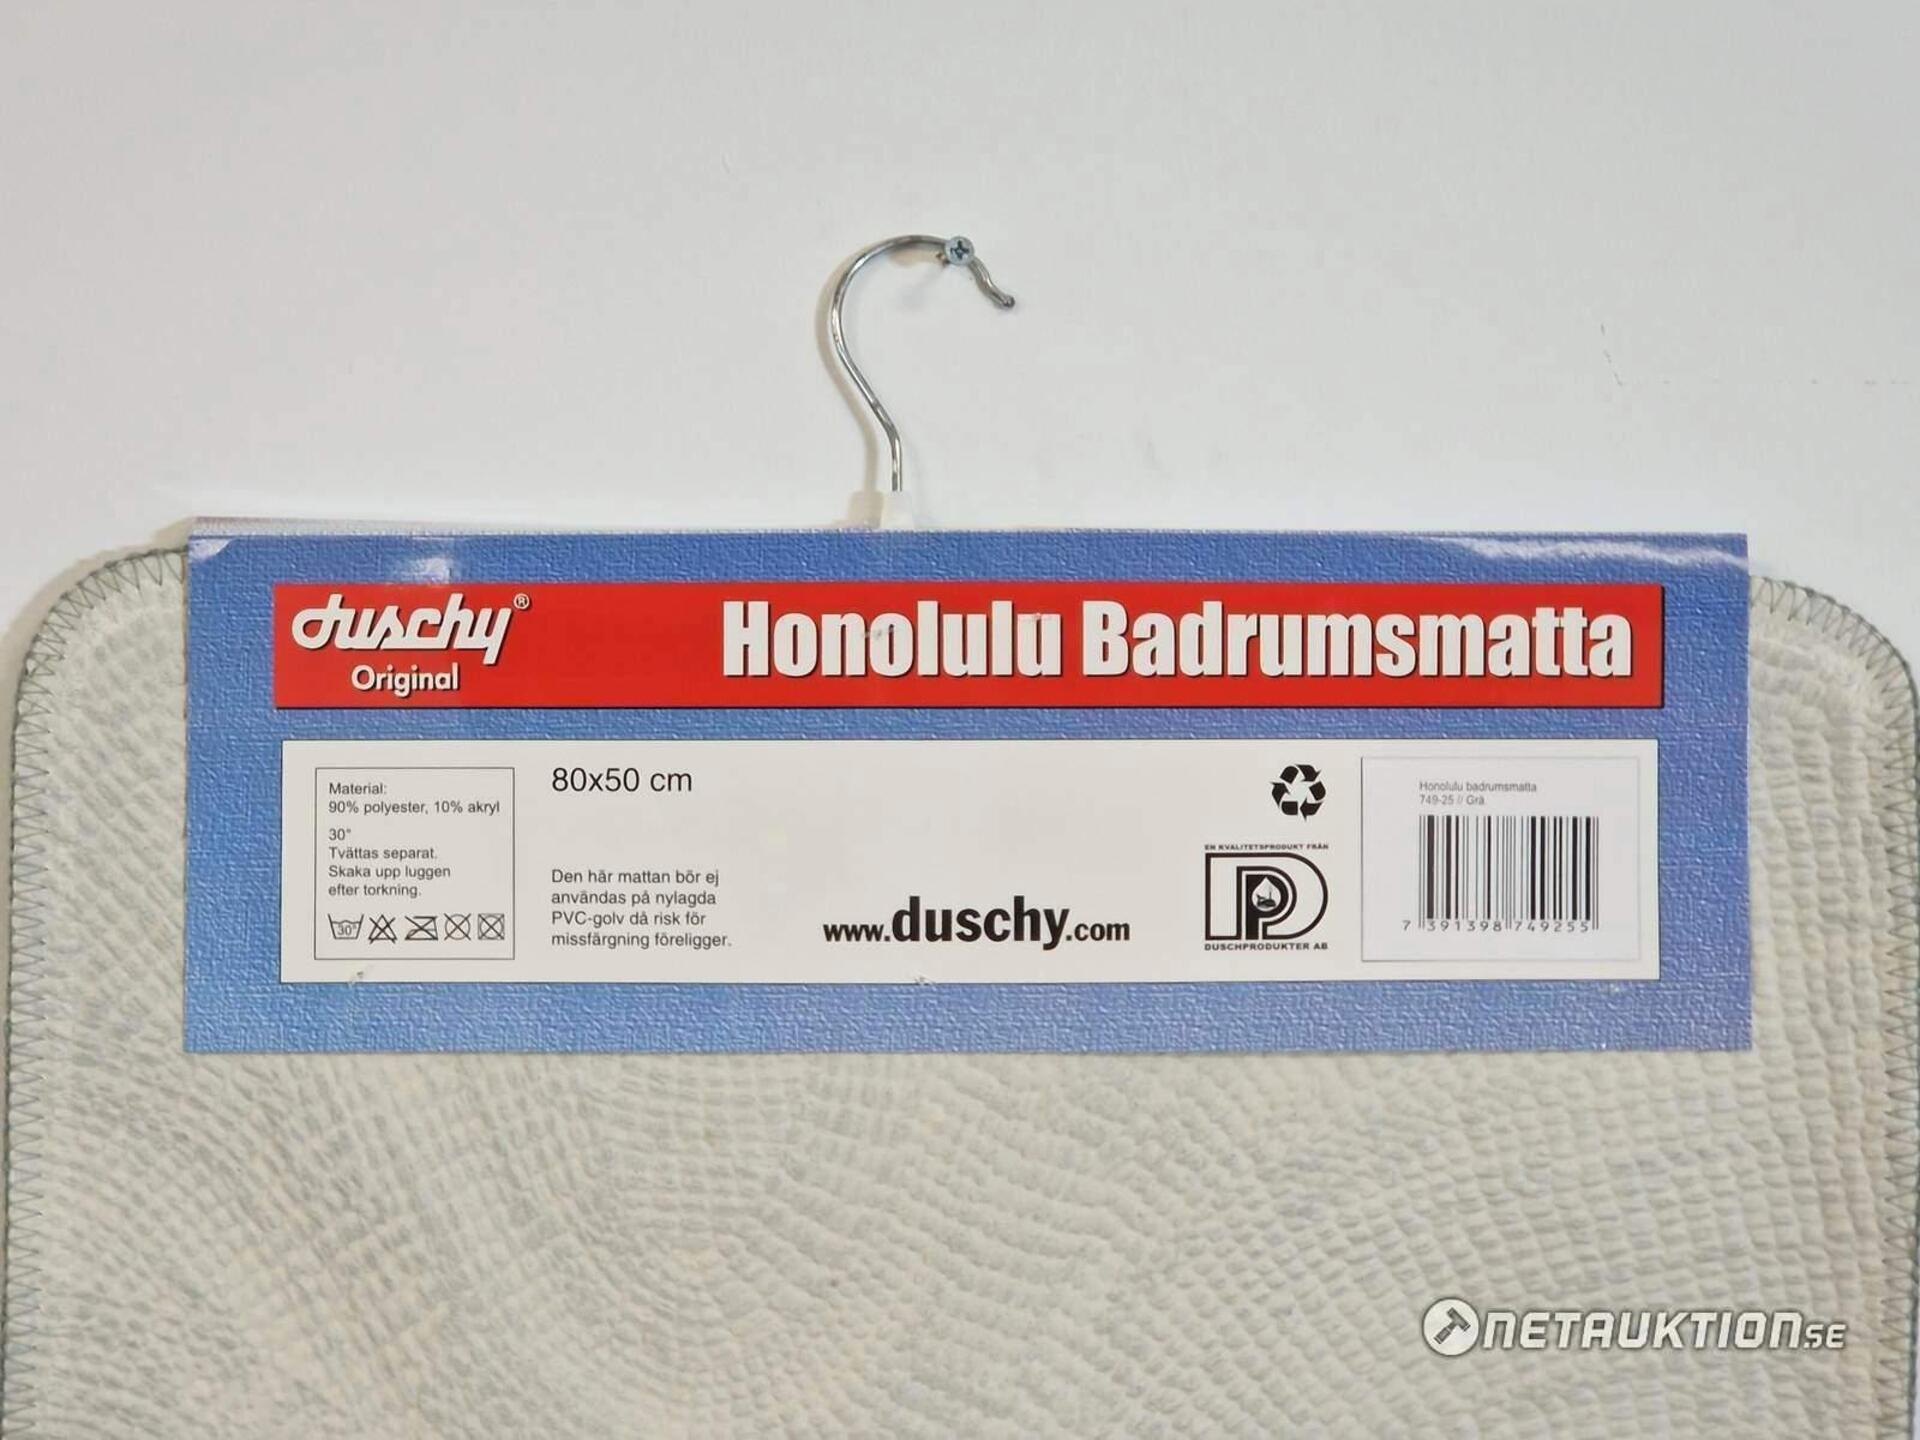 duschy®
Original
Honolulu Badrumsmatta
Material:
90% polyester, 10% akryl
30°
Tvättas separat.
Skaka upp luggen
efter torkning.
30°
80x50 cm
Den här mattan bör ej
användas på nylagda
PVC-golv då risk för
missfärgning föreligger.
www.duschy.com
EN KVALITETSPRODUKT FRÅN
DUSCHPRODUKTER AB
Honolulu badrumsmatta
749-25 // Grå
7 391398 749255
NETAUKTION.SE